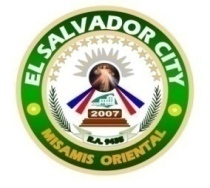 EL SALVADOR CITY
2007
R.A. 9435
MISAMIS ORIENTAL